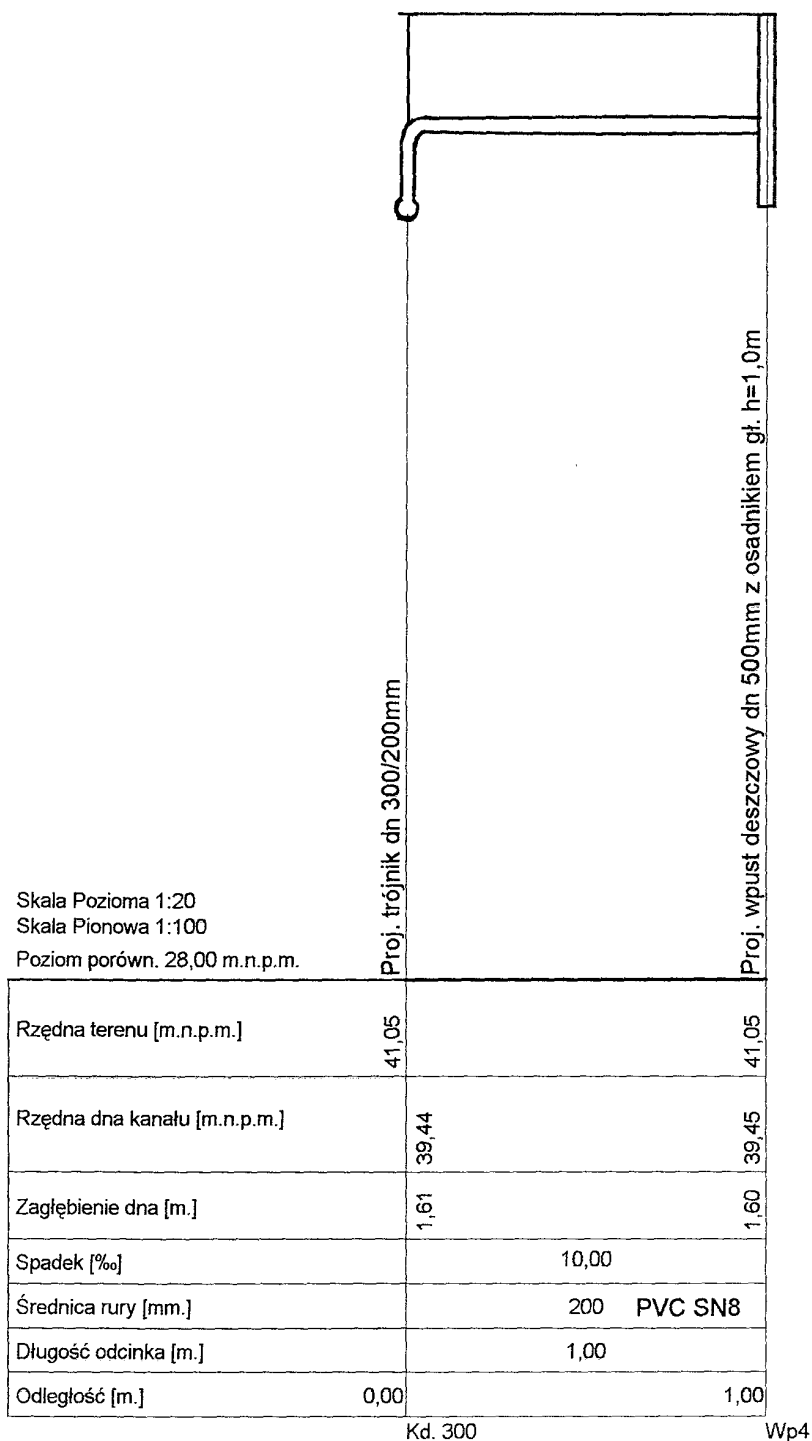 Proj. trójnik dn 300/200mm
Proj. wpust deszczowy dn 500mm z osadnikiem gł. h=1,0m
Skala Pozioma 1:20
Skala Pionowa 1:100
Poziom porówn. 28,00 m.n.p.m.
Rzędna terenu [m.n.p.m.] 41,05 41,05
Rzędna dna kanału [m.n.p.m.] 39,44 39,45
Zagłębienie dna [m.] 1,61 1,60
Spadek [‰] 10,00
Średnica rury [mm.] 200 PVC SN8
Długość odcinka [m.] 1,00
Odległość [m.] 0,00 1,00
Kd. 300 Wp4